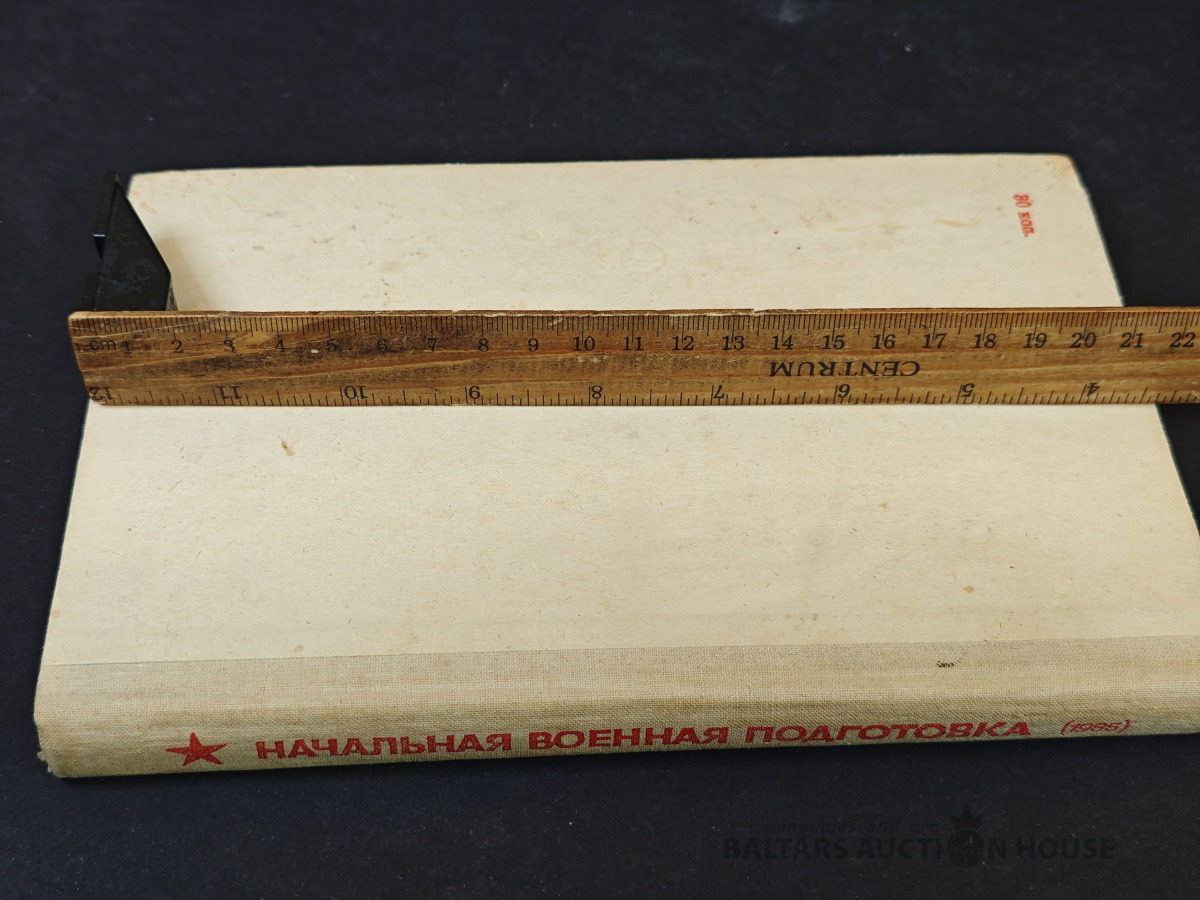 80 коп.
cm 1 2 3 4 5 6 7 8 9 10 11 12 13 14 15 16 17 18 19 20 21 22
CENTRUM
12 11 10 9 8 7 6 5 4
★ НАЧАЛЬНАЯ ВОЕННАЯ ПОДГОТОВКА (1985)
BALTARS AUCTION HOUSE